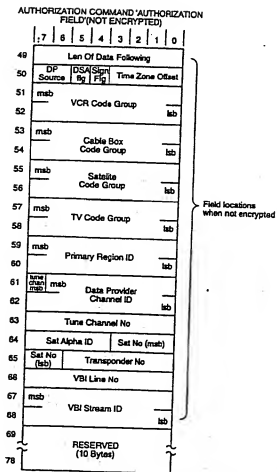 AUTHORIZATION COMMAND 'AUTHORIZATION
FIELD'(NOT ENCRYPTED)
7 6 5 4 3 2 1 0
49 Len Of Data Following
50 DP Source DSA flg Sign Flg Time Zone Offset
51 msb
VCR Code Group
52 lsb
53 msb
Cable Box
Code Group
54 lsb
55 msb
Satelite
Code Group
56 lsb
57 msb
TV Code Group
58 lsb
59 msb
Primary Region ID
60 lsb
61 tune chan msb msb
Data Provider
Channel ID
62 lsb
63 Tune Channel No
64 Sat Alpha ID Sat No (msb)
65 Sat No (lsb) Transponder No
66 VBI Line No
67 msb
VBI Stream ID
68 lsb
69
RESERVED
(10 Bytes)
78
Field locations
when not encrypted